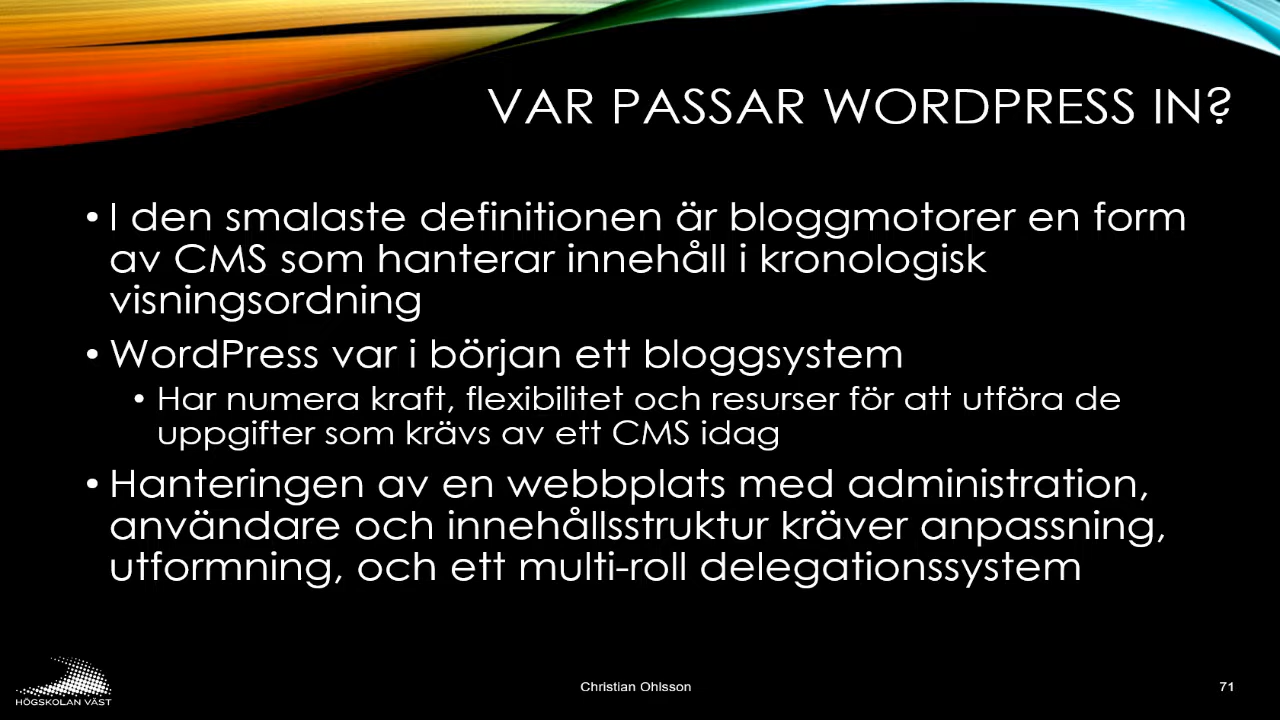 VAR PASSAR WORDPRESS IN?
• I den smalaste definitionen är bloggmotorer en form
av CMS som hanterar innehåll i kronologisk
visningsordning
• WordPress var i början ett bloggsystem
• Har numera kraft, flexibilitet och resurser för att utföra de
uppgifter som krävs av ett CMS idag
• Hanteringen av en webbplats med administration,
användare och innehållsstruktur kräver anpassning,
utformning, och ett multi-roll delegationssystem
HÖGSKOLAN VÄST
Christian Ohlsson
71